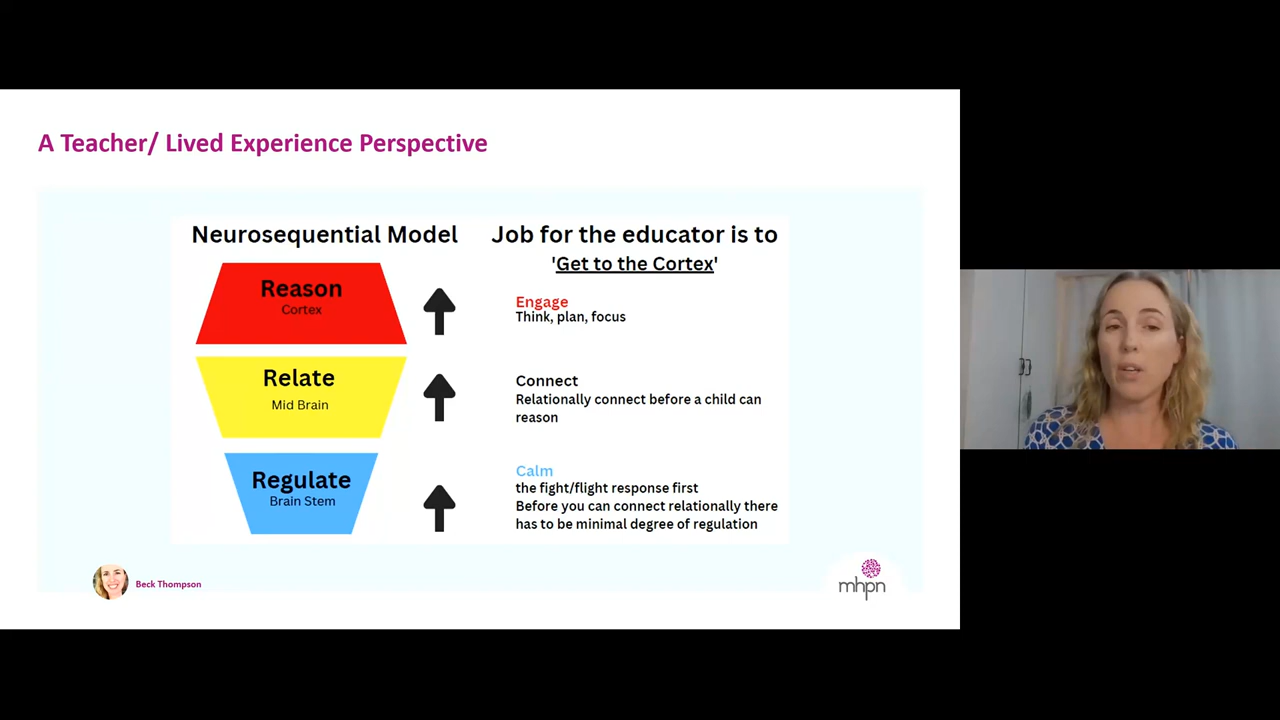 A Teacher/ Lived Experience Perspective
Neurosequential Model
Job for the educator is to
'Get to the Cortex'
Reason
Cortex
Engage
Think, plan, focus
Relate
Mid Brain
Connect
Relationally connect before a child can
reason
Regulate
Brain Stem
Calm
the fight/flight response first
Before you can connect relationally there
has to be minimal degree of regulation
Beck Thompson
mhpn